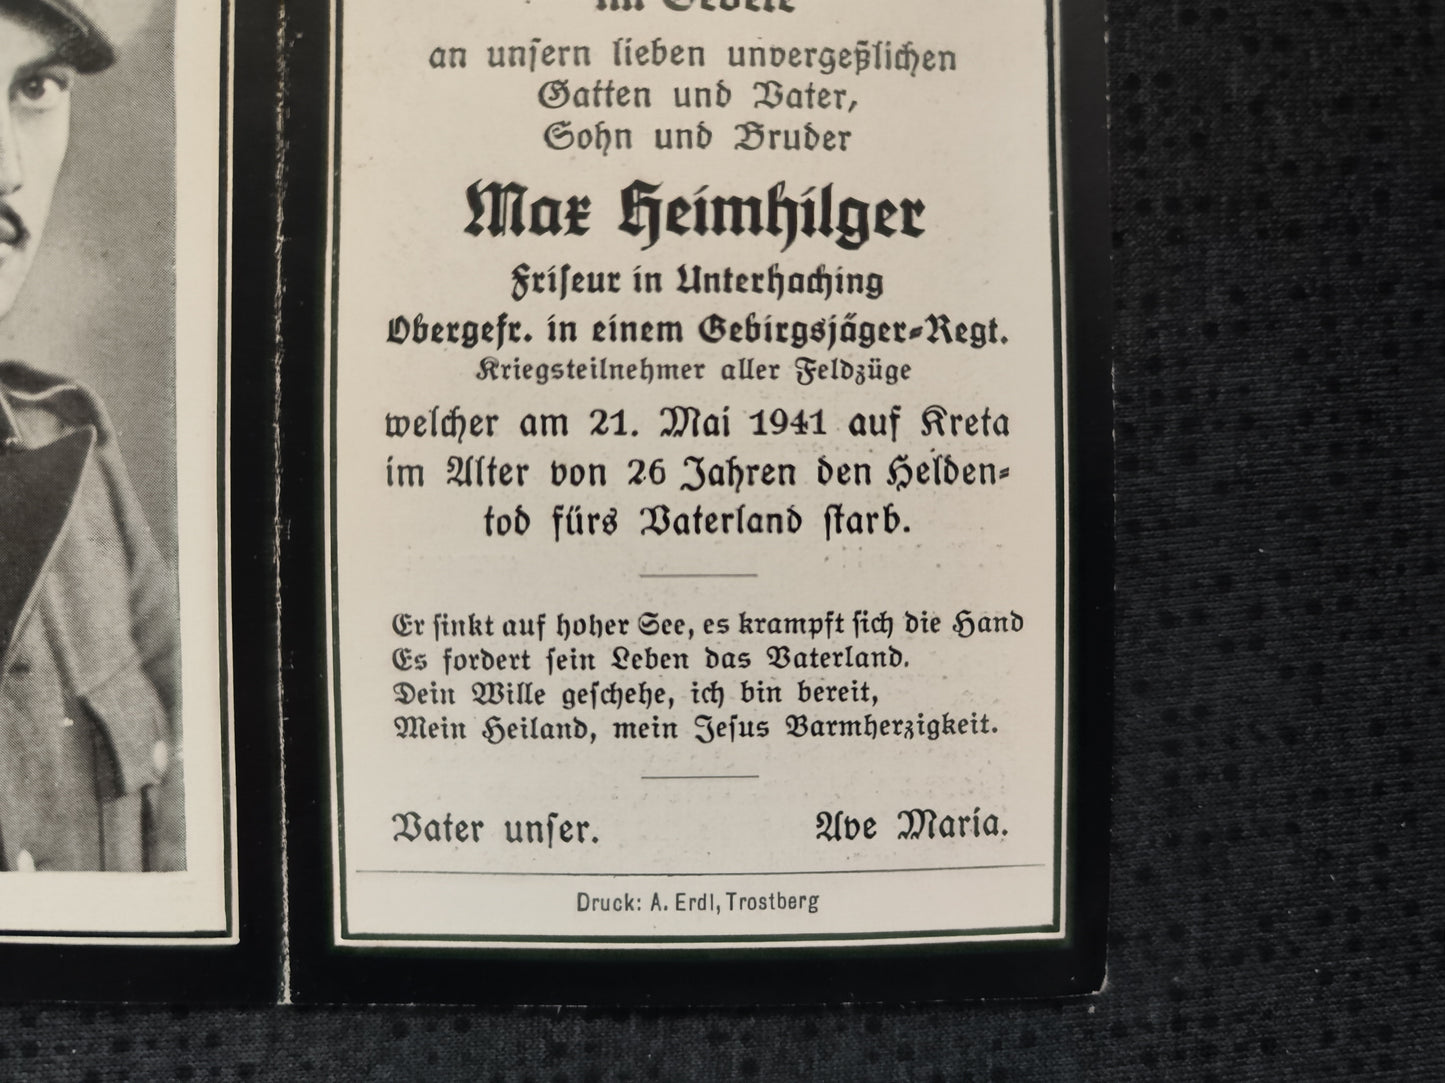 im Gebete
an unsern lieben unvergeßlichen
Gatten und Vater,
Sohn und Bruder
Max Heimhilger
Friseur in Unterhaching
Obergefr. in einem Gebirgsjäger-Regt.
Kriegsteilnehmer aller Feldzüge
welcher am 21. Mai 1941 auf Kreta
im Alter von 26 Jahren den Helden-
tod fürs Vaterland starb.
Er sinkt auf hoher See, es krampft sich die Hand
Es fordert sein Leben das Vaterland.
Dein Wille geschehe, ich bin bereit,
Mein Heiland, mein Jesus Barmherzigkeit.
Vater unser. Ave Maria.
Druck: A. Erdl, Trostberg